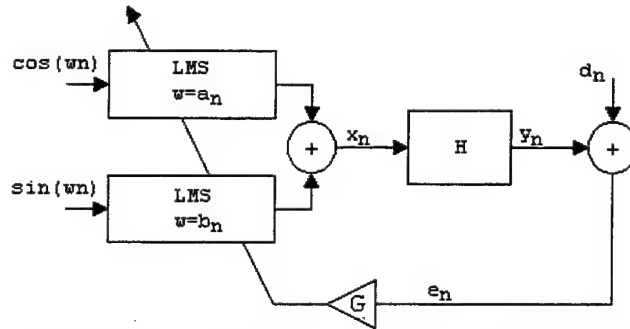 cos(wn)
LMS
w=an
dn
+
xn
H
yn
+
sin(wn)
LMS
w=bn
G
en